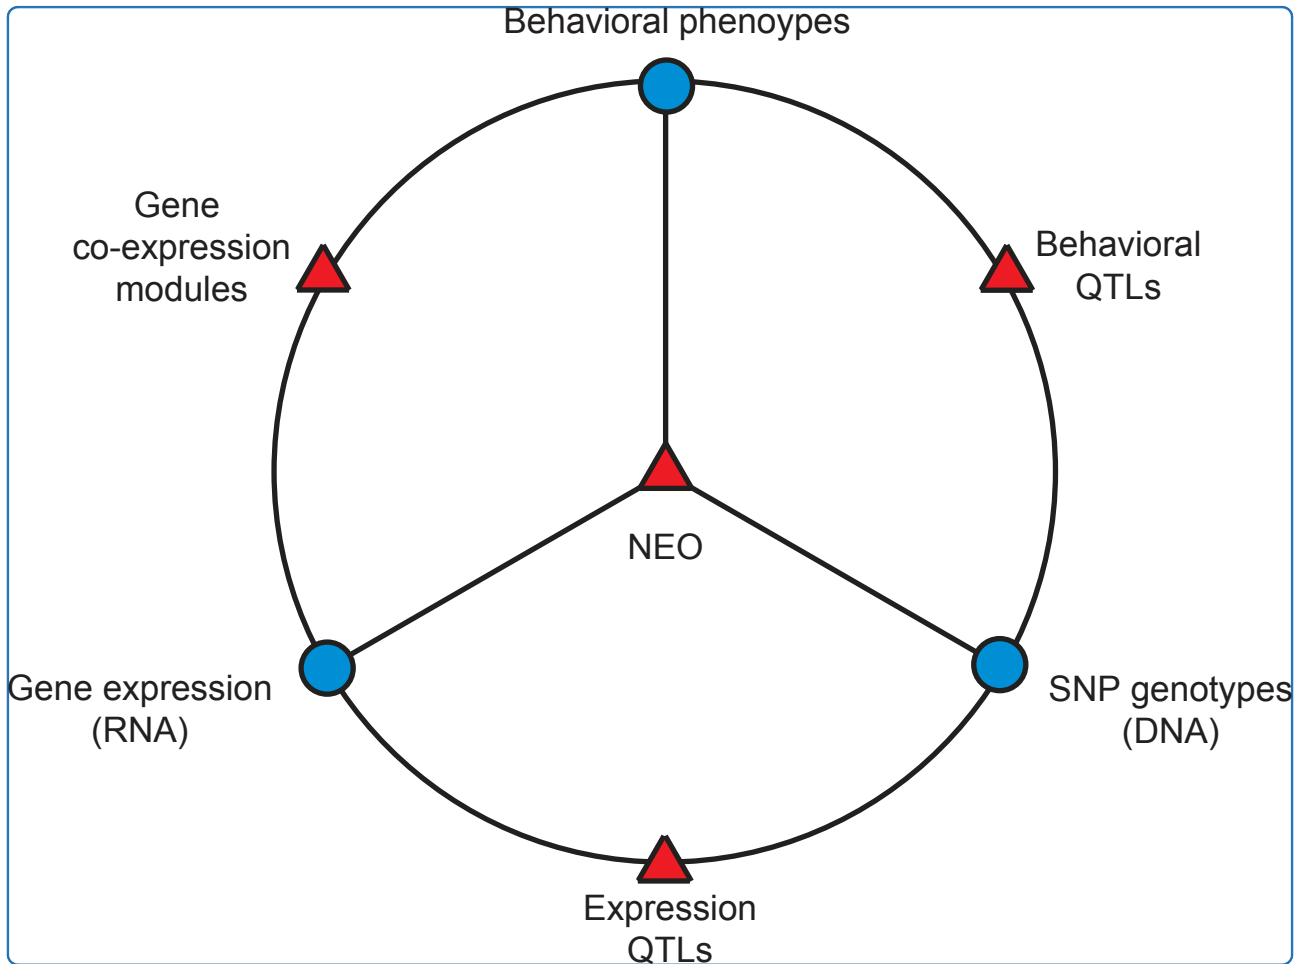 Behavioral phenoypes
Gene
co-expression
modules
Behavioral
QTLs
NEO
Gene expression
(RNA)
SNP genotypes
(DNA)
Expression
QTLs